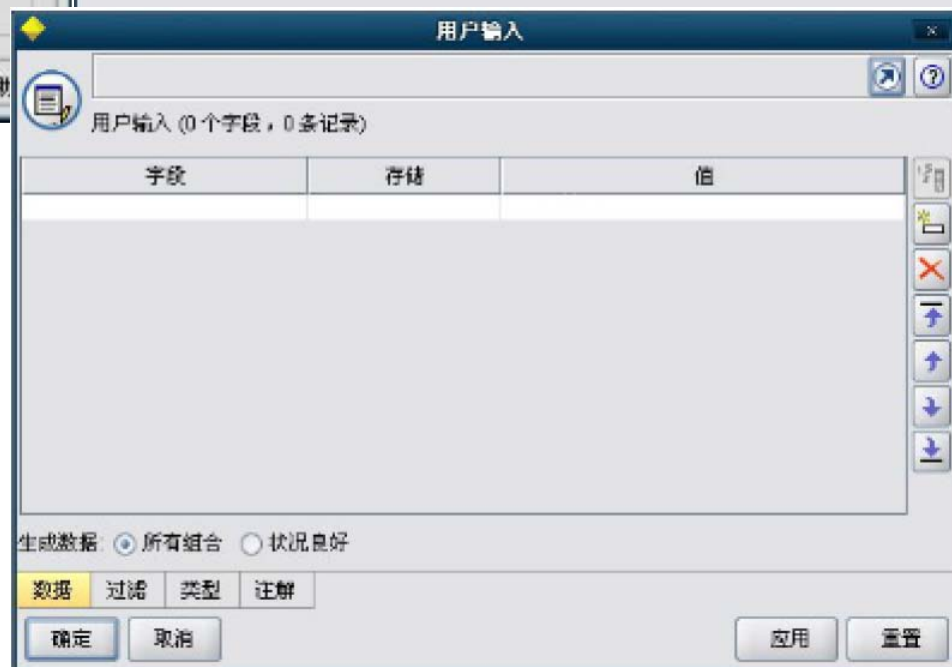 用户输入
用户输入 (0 个字段，0 条记录)
字段 存储 值
生成数据: 所有组合 状况良好
数据 过滤 类型 注解
确定 取消 应用 重置